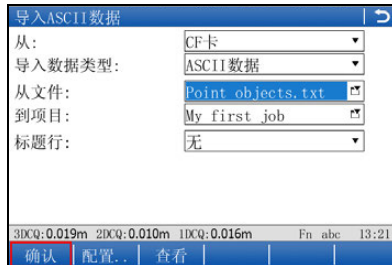 导入ASCII数据
从: CF卡
导入数据类型: ASCII数据
从文件: Point objects.txt
到项目: My first job
标题行: 无
3DCQ:0.019m 2DCQ:0.010m 1DCQ:0.016m Fn abc 13:21
确认 配置.. 查看